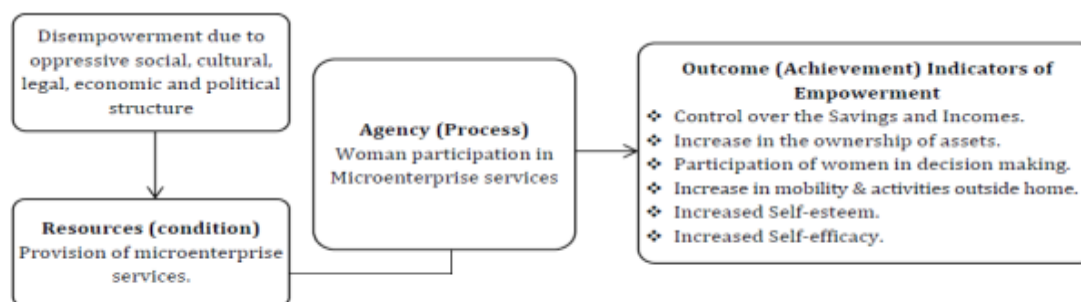 Disempowerment due to
oppressive social, cultural,
legal, economic and political
structure
Resources (condition)
Provision of microenterprise
services.
Agency (Process)
Woman participation in
Microenterprise services
Outcome (Achievement) Indicators of
Empowerment
❖ Control over the Savings and Incomes.
❖ Increase in the ownership of assets.
❖ Participation of women in decision making.
❖ Increase in mobility & activities outside home.
❖ Increased Self-esteem.
❖ Increased Self-efficacy.